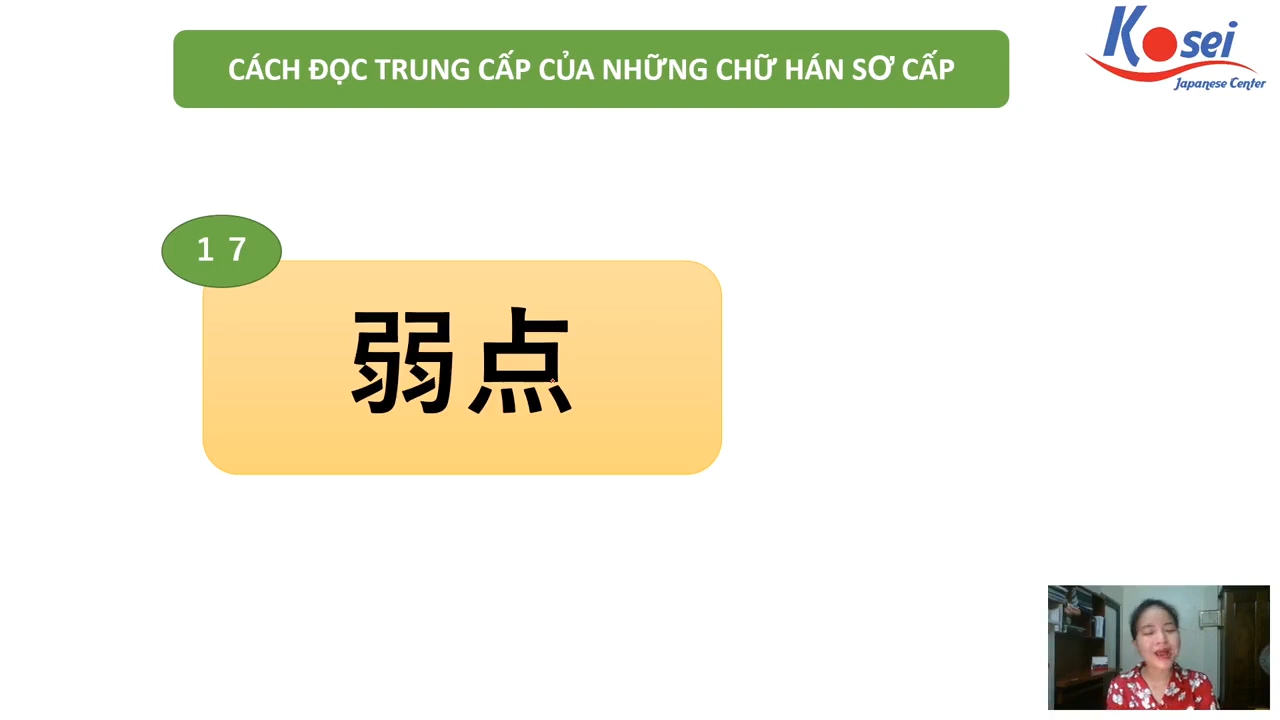 CÁCH ĐỌC TRUNG CẤP CỦA NHỮNG CHỮ HÁN SƠ CẤP
Kosei
Japanese Center
１７
弱点